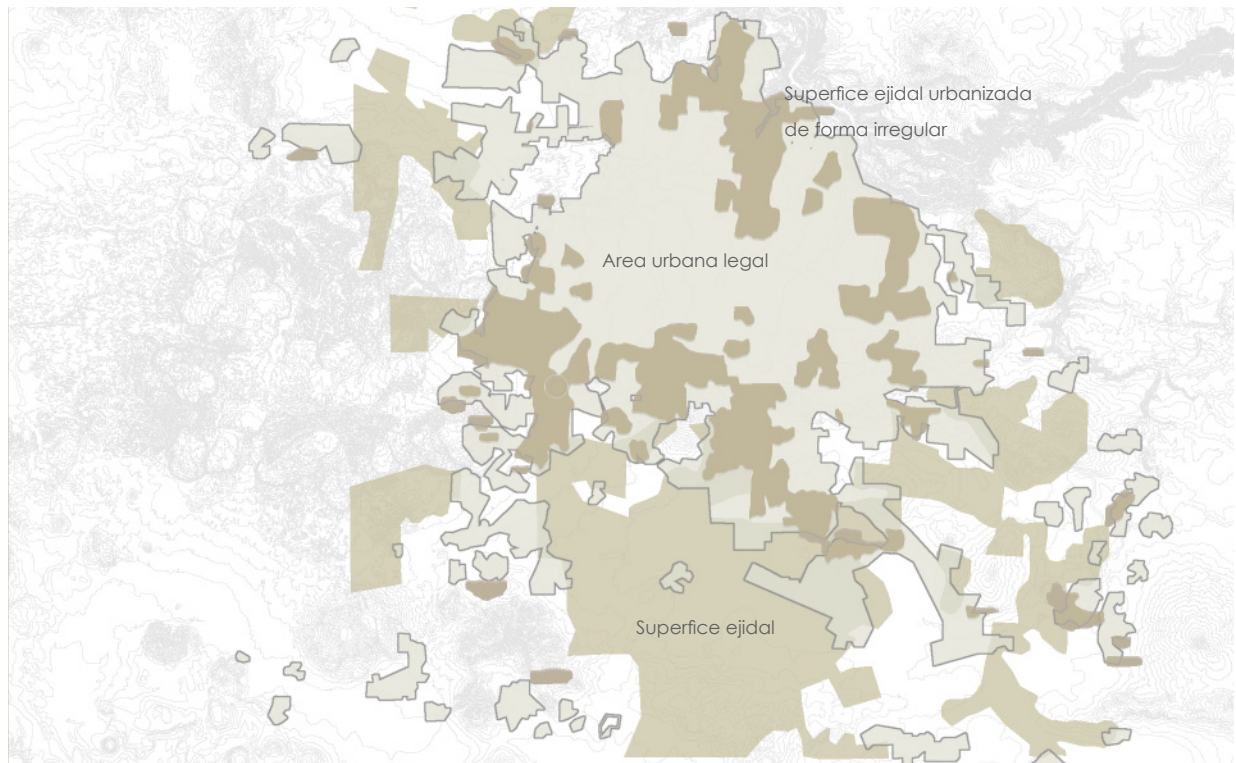 Superfice ejidal urbanizada
de forma irregular
Area urbana legal
Superfice ejidal